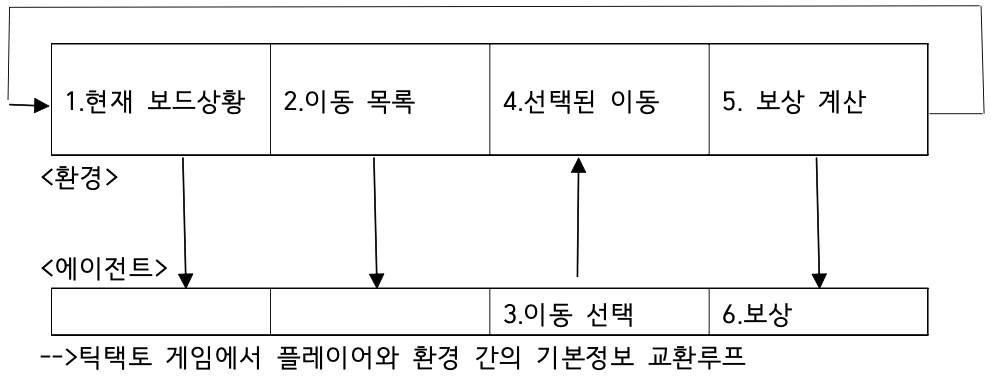 1.현재 보드상황 2.이동 목록 4.선택된 이동 5. 보상 계산
<환경>
<에이전트>
3.이동 선택 6.보상
-->틱택토 게임에서 플레이어와 환경 간의 기본정보 교환루프